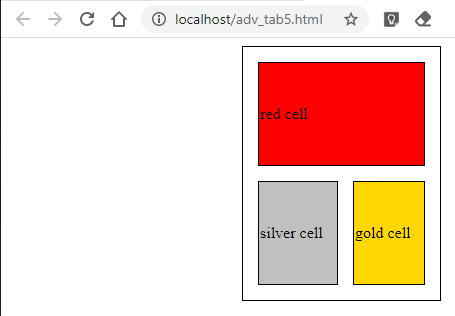 localhost/adv_tab5.html
red cell
silver cell
gold cell